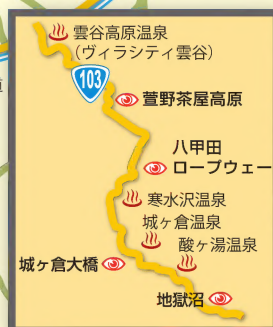 雲谷高原温泉
(ヴィラシティ雲谷)
103
萱野茶屋高原
八甲田
ロープウェー
寒水沢温泉
城ヶ倉温泉
酸ヶ湯温泉
城ヶ倉大橋
地獄沼